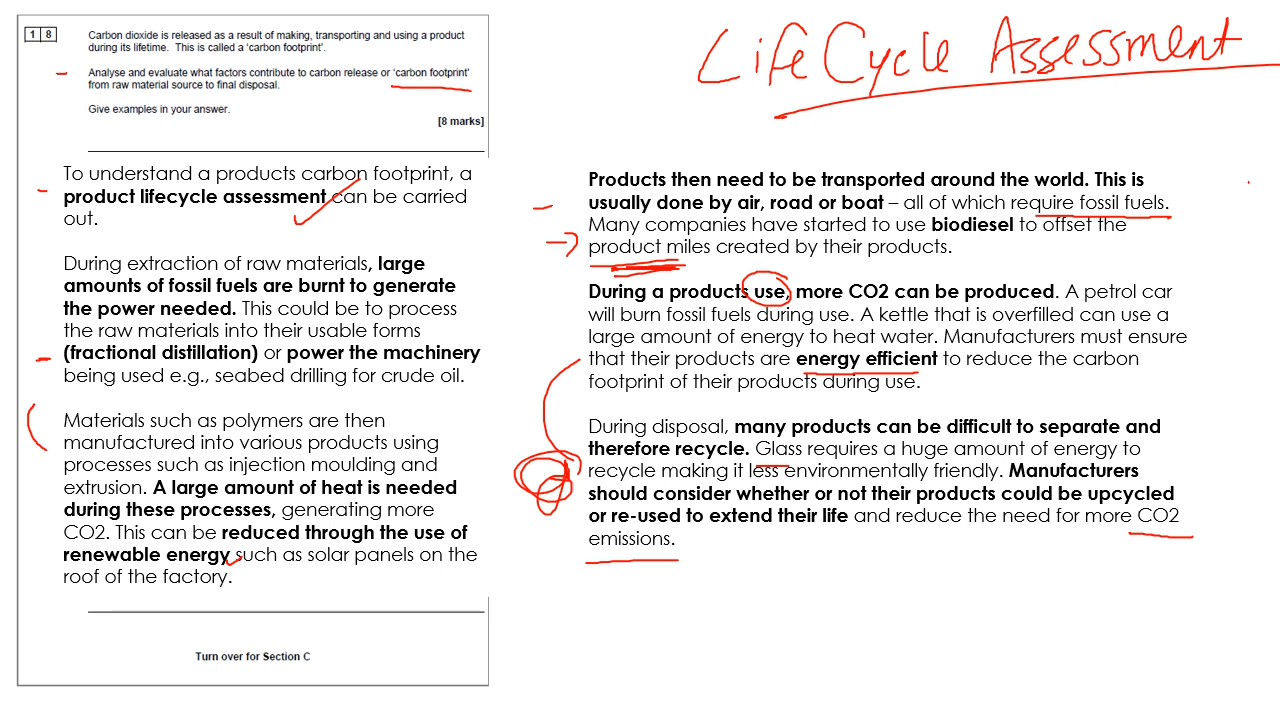 1 8
Carbon dioxide is released as a result of making, transporting and using a product
during its lifetime. This is called a 'carbon footprint'.
Analyse and evaluate what factors contribute to carbon release or 'carbon footprint'
from raw material source to final disposal.
Give examples in your answer.
[8 marks]
To understand a products carbon footprint, a
product lifecycle assessment can be carried
out.
During extraction of raw materials, large
amounts of fossil fuels are burnt to generate
the power needed. This could be to process
the raw materials into their usable forms
(fractional distillation) or power the machinery
being used e.g., seabed drilling for crude oil.
Materials such as polymers are then
manufactured into various products using
processes such as injection moulding and
extrusion. A large amount of heat is needed
during these processes, generating more
CO2. This can be reduced through the use of
renewable energy such as solar panels on the
roof of the factory.
Turn over for Section C
Life Cycle Assessment
Products then need to be transported around the world. This is
usually done by air, road or boat – all of which require fossil fuels.
Many companies have started to use biodiesel to offset the
product miles created by their products.
During a products use, more CO2 can be produced. A petrol car
will burn fossil fuels during use. A kettle that is overfilled can use a
large amount of energy to heat water. Manufacturers must ensure
that their products are energy efficient to reduce the carbon
footprint of their products during use.
During disposal, many products can be difficult to separate and
therefore recycle. Glass requires a huge amount of energy to
recycle making it less environmentally friendly. Manufacturers
should consider whether or not their products could be upcycled
or re-used to extend their life and reduce the need for more CO2
emissions.